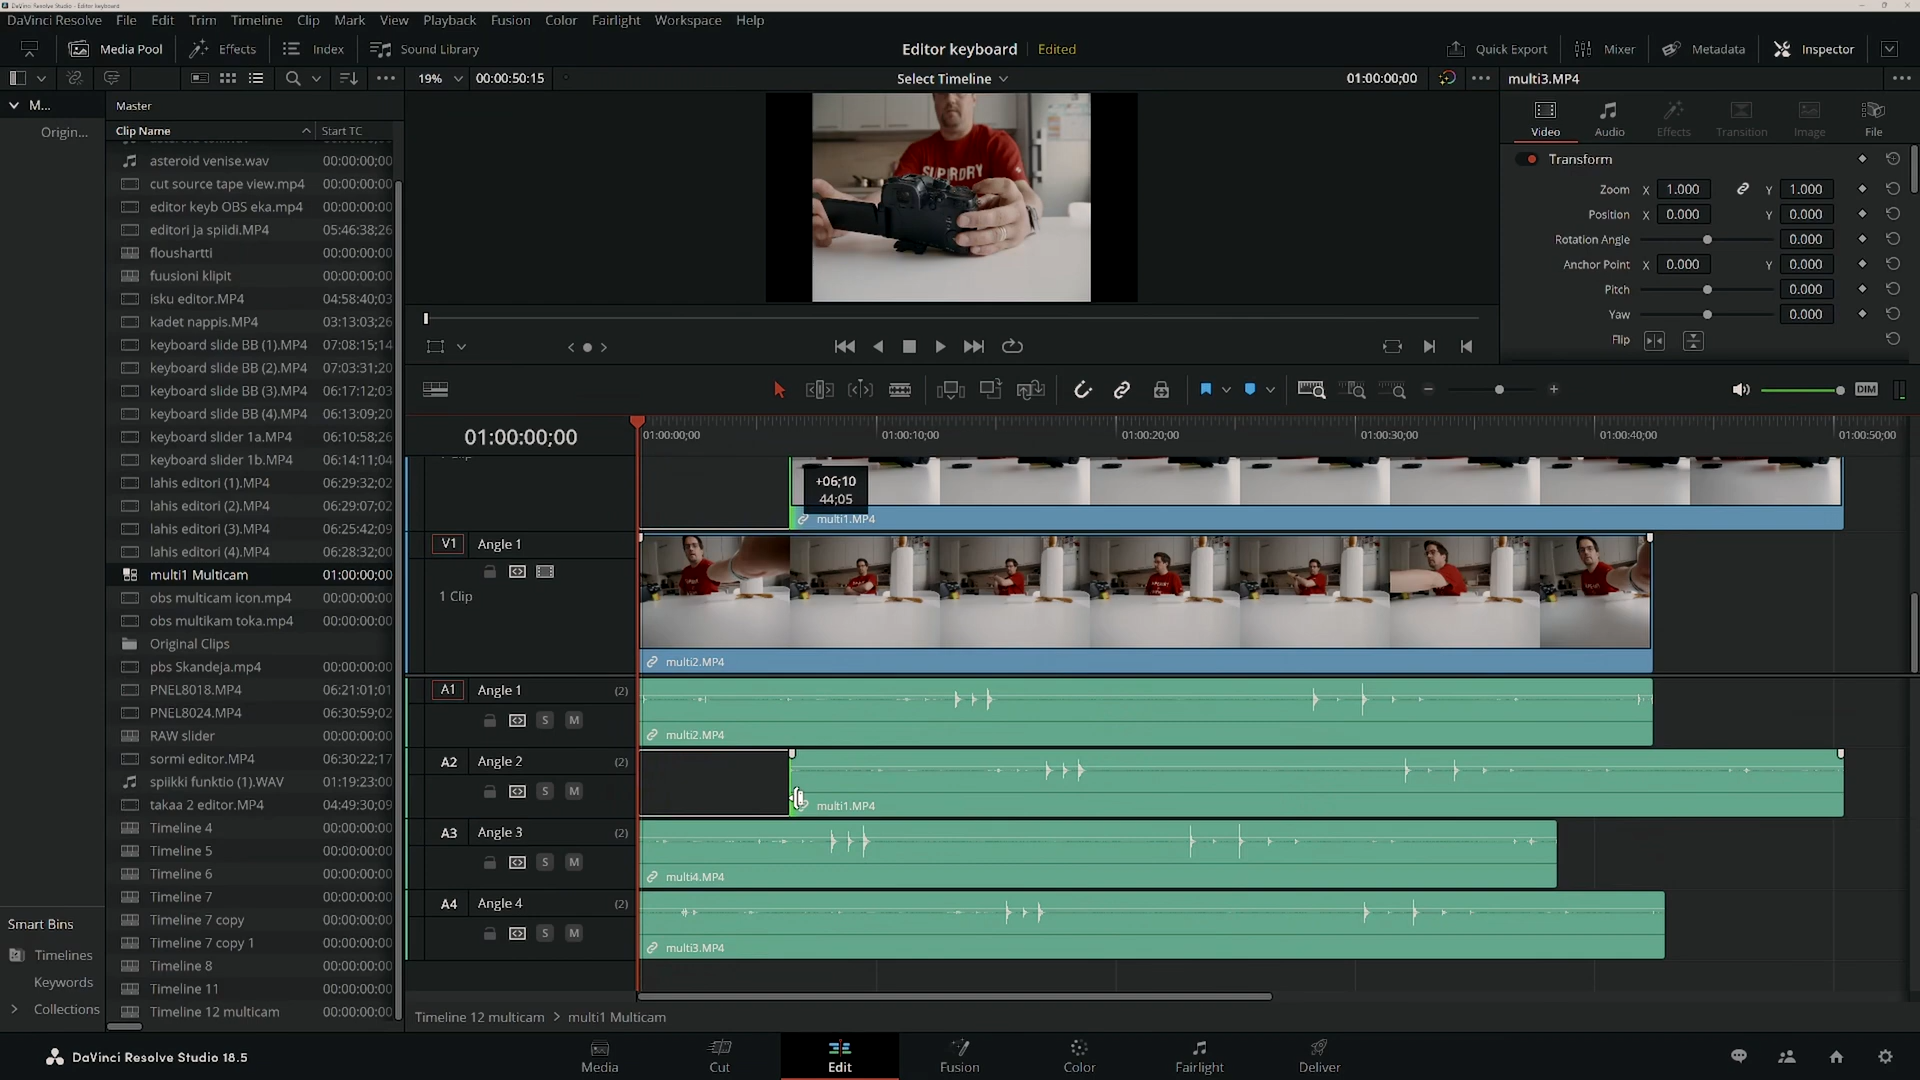 DaVinci Resolve Studio - Editor keyboard
DaVinci Resolve File Edit Trim Timeline Clip Mark View Playback Fusion Color Fairlight Workspace Help
Media Pool Effects Index Sound Library Editor keyboard Edited Quick Export Mixer Metadata Inspector
19% 00:00:50:15 Select Timeline 01:00:00;00 multi3.MP4
M... Master
Origin... Clip Name Start TC
asteroid venise.wav 00:00:00:00
cut source tape view.mp4 00:00:00:00
editor keyb OBS eka.mp4 00:00:00:00
editori ja spiidi.MP4 05:46:38;26
floushartti 00:00:00:00
fuusioni klipit 00:00:00:00
isku editor.MP4 04:58:40;03
kadet nappis.MP4 03:13:03;26
keyboard slide BB (1).MP4 07:08:15;14
keyboard slide BB (2).MP4 07:03:31;20
keyboard slide BB (3).MP4 06:17:12;03
keyboard slide BB (4).MP4 06:13:09;20
keyboard slider 1a.MP4 06:10:58;26
keyboard slider 1b.MP4 06:14:11;04
lahis editori (1).MP4 06:29:32;02
lahis editori (2).MP4 06:29:07;02
lahis editori (3).MP4 06:25:42;09
lahis editori (4).MP4 06:28:32;00
multi1 Multicam 01:00:00;00
obs multicam icon.mp4 00:00:00:00
obs multikam toka.mp4 00:00:00:00
Original Clips
pbs Skandeja.mp4 00:00:00:00
PNEL8018.MP4 06:21:01;01
PNEL8024.MP4 06:30:59;02
RAW slider 00:00:00:00
sormi editor.MP4 06:30:22;17
spiikki funktio (1).WAV 01:19:23:00
takaa 2 editor.MP4 04:49:30;09
Timeline 4 00:00:00:00
Timeline 5 00:00:00:00
Timeline 6 00:00:00:00
Timeline 7 00:00:00:00
Timeline 7 copy 00:00:00:00
Timeline 7 copy 1 00:00:00:00
Timeline 8 00:00:00:00
Timeline 11 00:00:00:00
Timeline 12 multicam 00:00:00:00
Smart Bins
Timelines
Keywords
Collections
SUPERDRY
Video Audio Effects Transition Image File
Transform
Zoom X 1.000 Y 1.000
Position X 0.000 Y 0.000
Rotation Angle 0.000
Anchor Point X 0.000 Y 0.000
Pitch 0.000
Yaw 0.000
Flip
DIM
01:00:00;00 01:00:00;00 01:00:10;00 01:00:20;00 01:00:30;00 01:00:40;00 01:00:50;00
+06;10
44;05
multi1.MP4
V1 Angle 1
1 Clip
multi2.MP4
A1 Angle 1 (2)
S M
multi2.MP4
A2 Angle 2 (2)
S M
multi1.MP4
A3 Angle 3 (2)
S M
multi4.MP4
A4 Angle 4 (2)
S M
multi3.MP4
Timeline 12 multicam > multi1 Multicam
DaVinci Resolve Studio 18.5 Media Cut Edit Fusion Color Fairlight Deliver